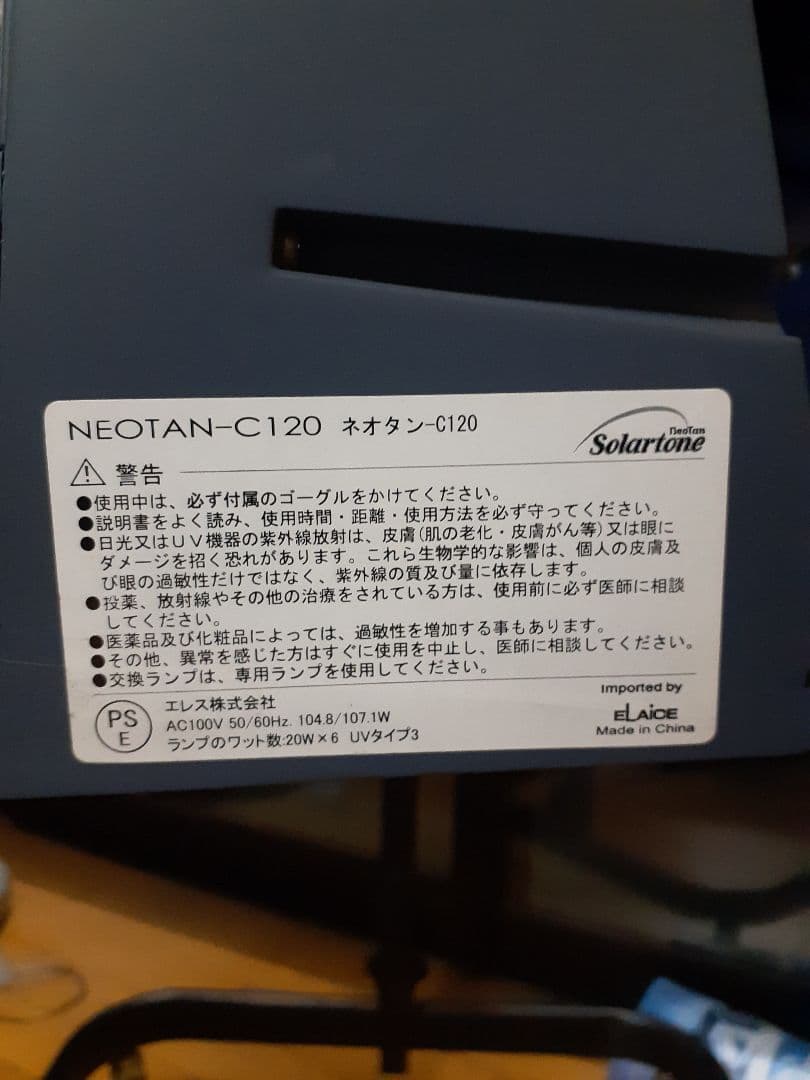 NEOTAN-C120 ネオタン-C120
NeoTan
Solartone
警告
●使用中は、必ず付属のゴーグルをかけてください。
●説明書をよく読み、使用時間・距離・使用方法を必ず守ってください。
●日光又はUV機器の紫外線放射は、皮膚(肌の老化・皮膚がん等)又は眼に
ダメージを招く恐れがあります。これら生物学的な影響は、個人の皮膚及
び眼の過敏性だけではなく、紫外線の質及び量に依存します。
●投薬、放射線やその他の治療をされている方は、使用前に必ず医師に相談
してください。
●医薬品及び化粧品によっては、過敏性を増加する事もあります。
●その他、異常を感じた方はすぐに使用を中止し、医師に相談してください。
●交換ランプは、専用ランプを使用してください。
PS
E
エレス株式会社
AC100V 50/60Hz. 104.8/107.1W
ランプのワット数:20W×6 UVタイプ3
Imported by
ELAiCE
Made in China